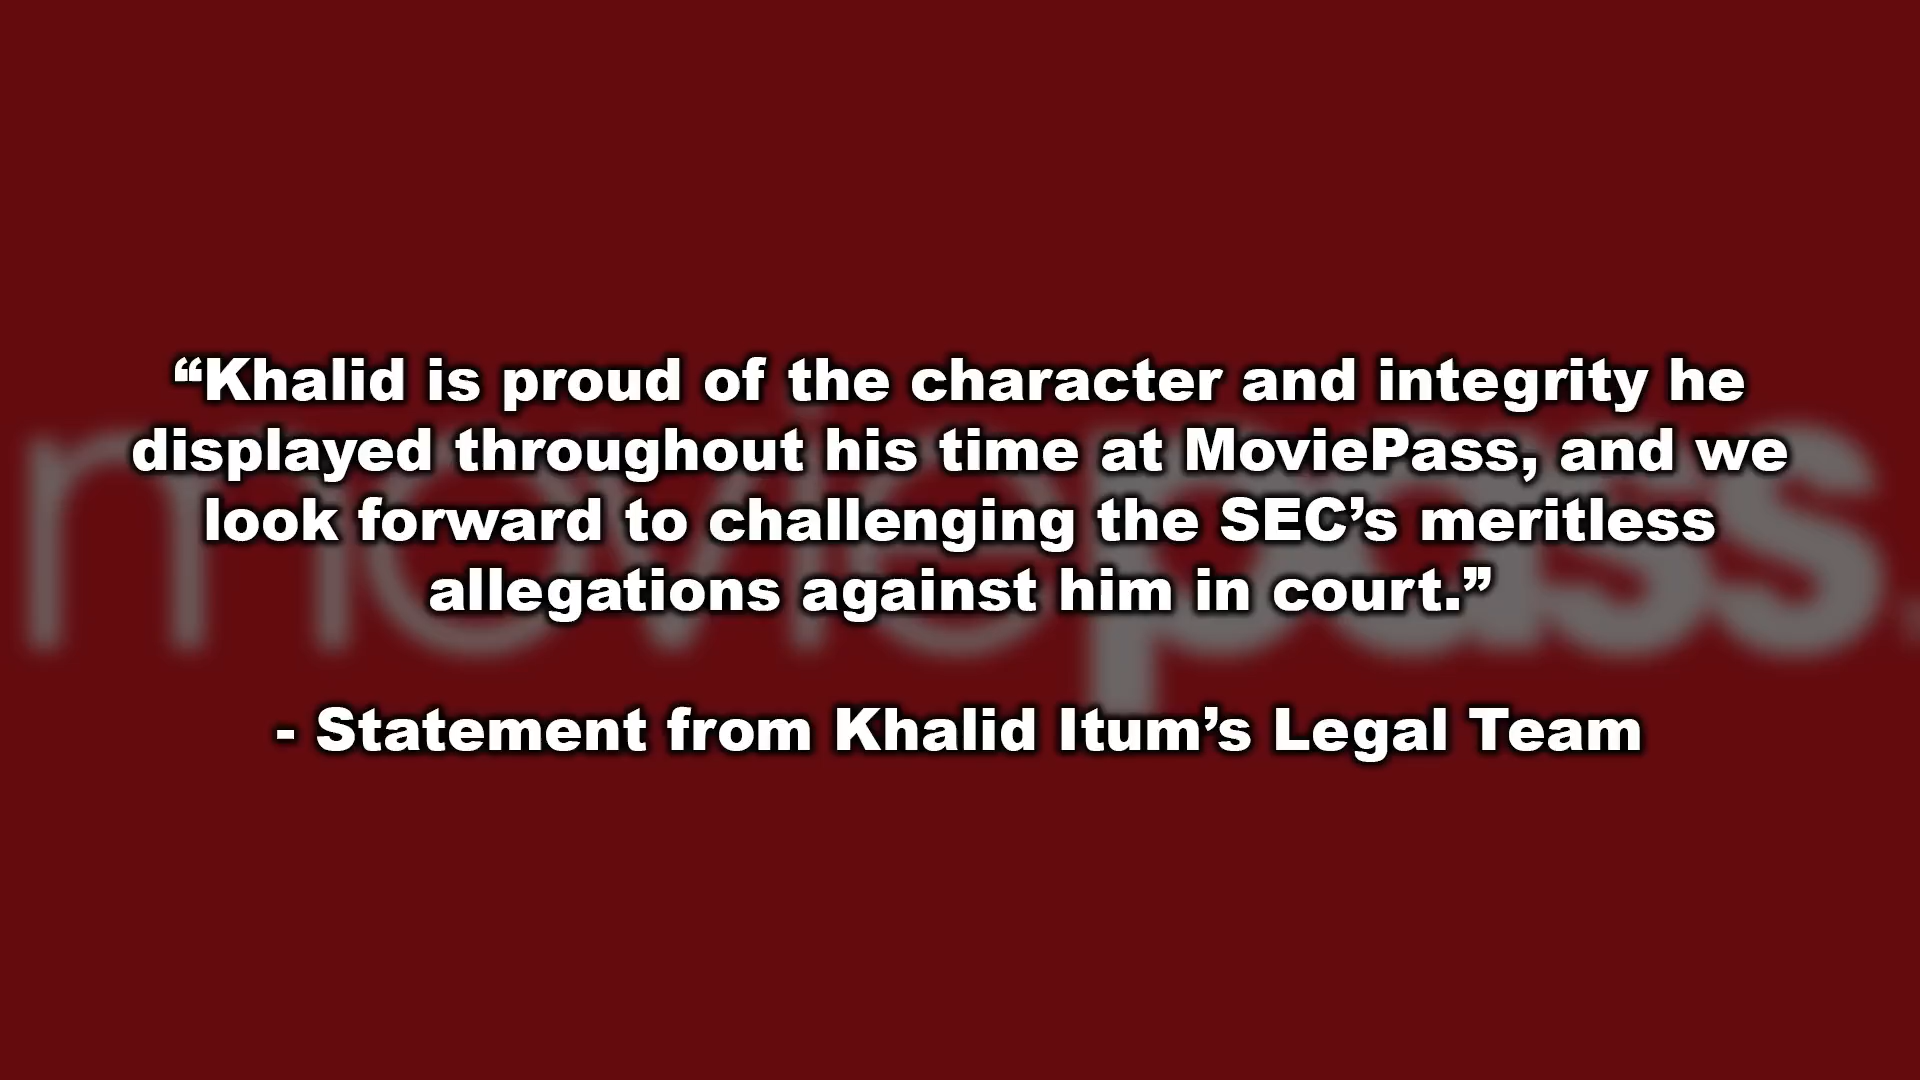 “Khalid is proud of the character and integrity he
displayed throughout his time at MoviePass, and we
look forward to challenging the SEC’s meritless
allegations against him in court.”
- Statement from Khalid Itum’s Legal Team
moviepass.